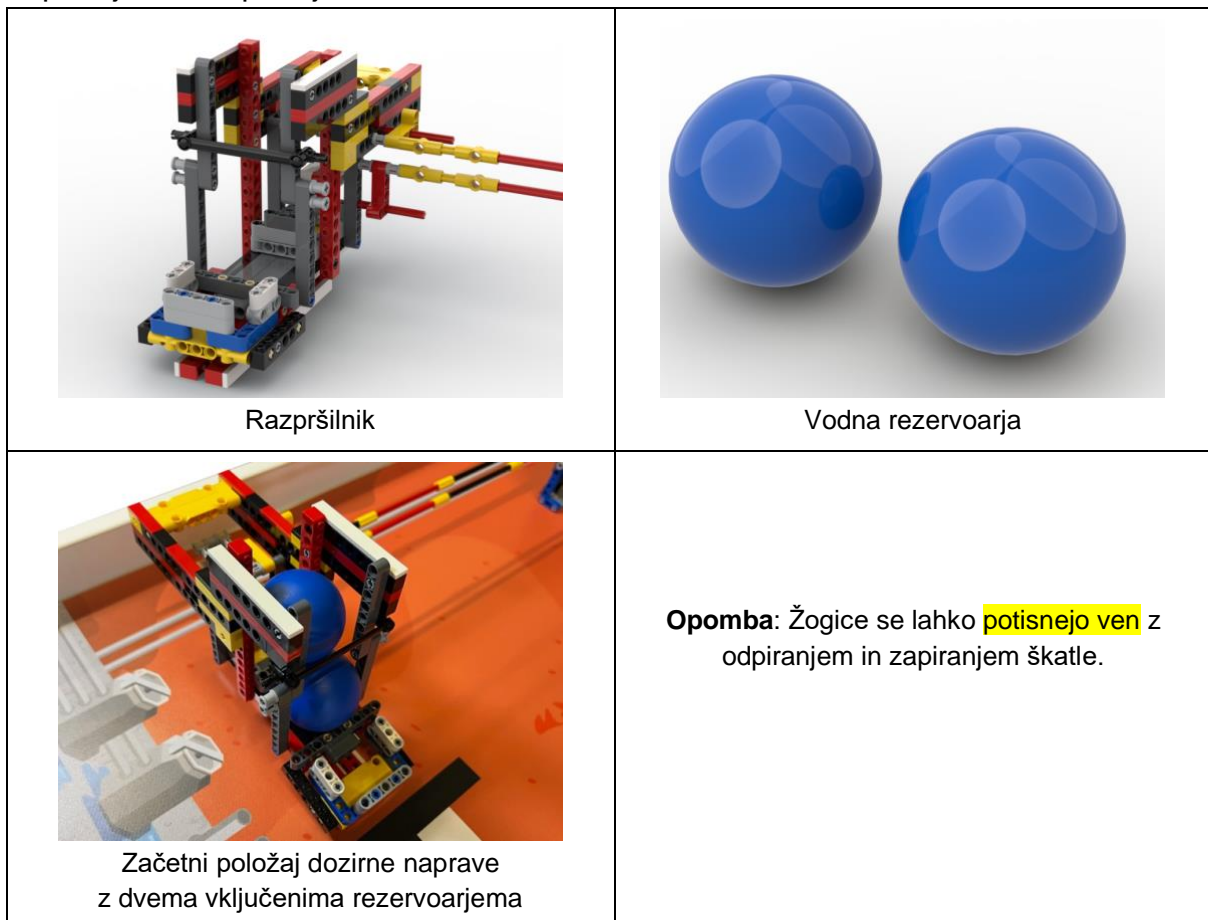 Razpršilnik
Vodna rezervoarja
Začetni položaj dozirne naprave
z dvema vključenima rezervoarjema
Opomba: Žogice se lahko potisnejo ven z
odpiranjem in zapiranjem škatle.